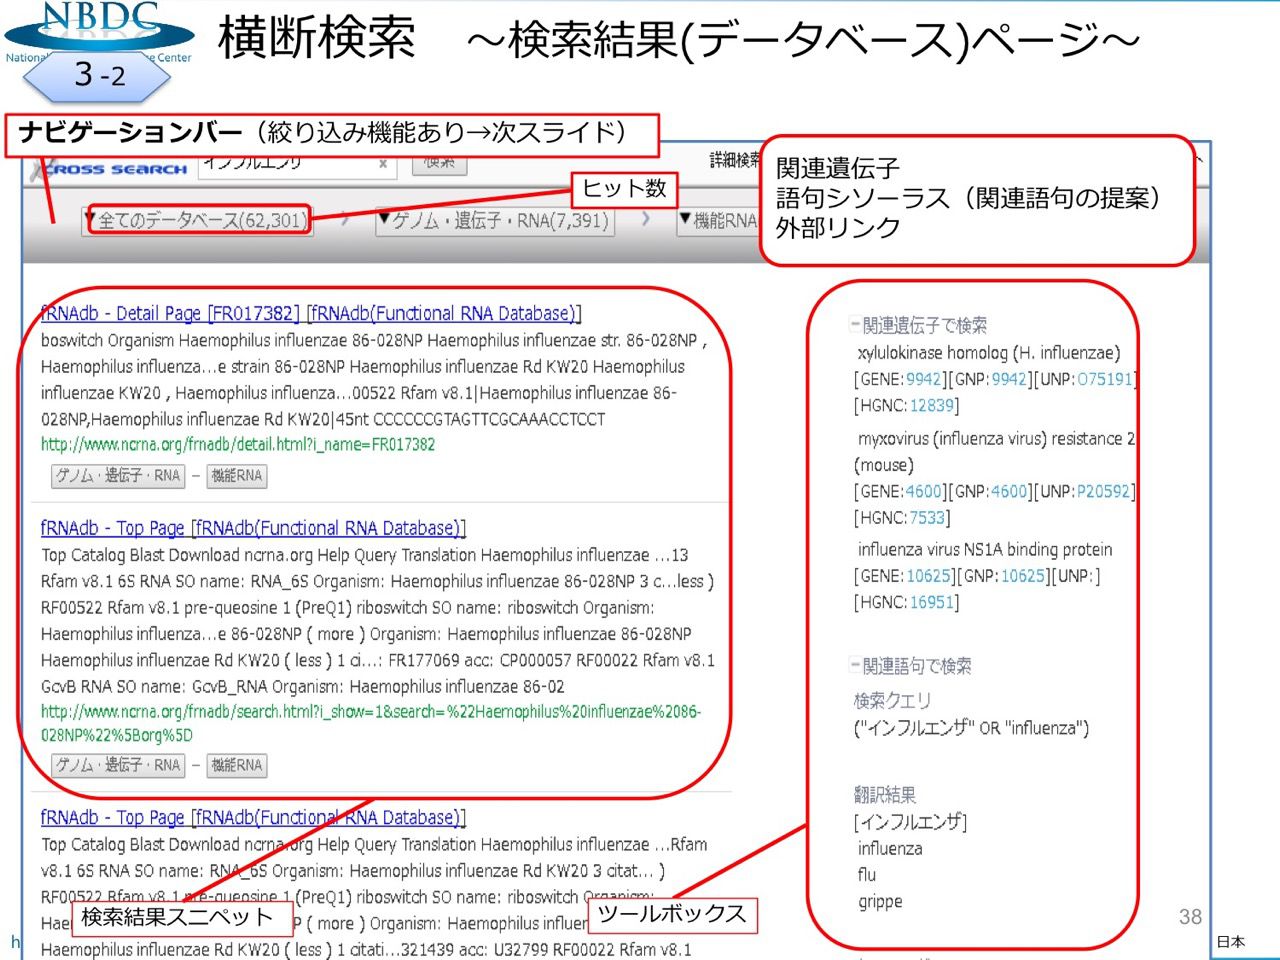 NBDC
National
e Center
横断検索 ～検索結果(データベース)ページ～
3-2
ナビゲーションバー（絞り込み機能あり→次スライド）
CROSS SEARCH
インフルエンザ
x
検索
詳細検索
ヒット数
関連遺伝子
語句シソーラス（関連語句の提案）
外部リンク
▼全てのデータベース(62,301)
▼ゲノム・遺伝子・RNA(7,391)
▼機能RNA
fRNAdb - Detail Page [FR017382] [fRNAdb(Functional RNA Database)]
boswitch Organism Haemophilus influenzae 86-028NP Haemophilus influenzae str. 86-028NP ,
Haemophilus influenza...e strain 86-028NP Haemophilus influenzae Rd KW20 Haemophilus
influenzae KW20 , Haemophilus influenza...00522 Rfam v8.1|Haemophilus influenzae 86-
028NP,Haemophilus influenzae Rd KW20|45nt CCCCCCGTAGTTCGCAAACCTCCT
http://www.ncrna.org/frnadb/detail.html?i_name=FR017382
ゲノム・遺伝子・RNA － 機能RNA
fRNAdb - Top Page [fRNAdb(Functional RNA Database)]
Top Catalog Blast Download ncrna.org Help Query Translation Haemophilus influenzae ...13
Rfam v8.1 6S RNA SO name: RNA_6S Organism: Haemophilus influenzae 86-028NP 3 c...less )
RF00522 Rfam v8.1 pre-queosine 1 (PreQ1) riboswitch SO name: riboswitch Organism:
Haemophilus influenza...e 86-028NP ( more ) Organism: Haemophilus influenzae 86-028NP
Haemophilus influenzae Rd KW20 ( less ) 1 ci...: FR177069 acc: CP000057 RF00022 Rfam v8.1
GcvB RNA SO name: GcvB_RNA Organism: Haemophilus influenzae 86-02
http://www.ncrna.org/frnadb/search.html?i_show=1&search=%22Haemophilus%20influenzae%2086-
028NP%22%5Borg%5D
ゲノム・遺伝子・RNA － 機能RNA
fRNAdb - Top Page [fRNAdb(Functional RNA Database)]
Top Catalog Blast Download ncrna.org Help Query Translation Haemophilus influenzae ...Rfam
v8.1 6S RNA SO name: RNA_6S Organism: Haemophilus influenzae Rd KW20 3 citat... )
RF00522 Rfam v8.1 pre-queosine 1 (PreQ1) riboswitch SO name: riboswitch Organism:
Hae
P ( more ) Organism: Haemophilus influen
Haemophilus influenzae Rd KW20 ( less ) 1 citati...321439 acc: U32799 RF00022 Rfam v8.1
検索結果スニペット
ツールボックス
関連遺伝子で検索
xylulokinase homolog (H. influenzae)
[GENE:9942][GNP:9942][UNP:O75191]
[HGNC:12839]
myxovirus (influenza virus) resistance 2
(mouse)
[GENE:4600][GNP:4600][UNP:P20592]
[HGNC:7533]
influenza virus NS1A binding protein
[GENE:10625][GNP:10625][UNP:]
[HGNC:16951]
関連語句で検索
検索クエリ
("インフルエンザ" OR "influenza")
翻訳結果
[インフルエンザ]
influenza
flu
grippe
38
h
日本